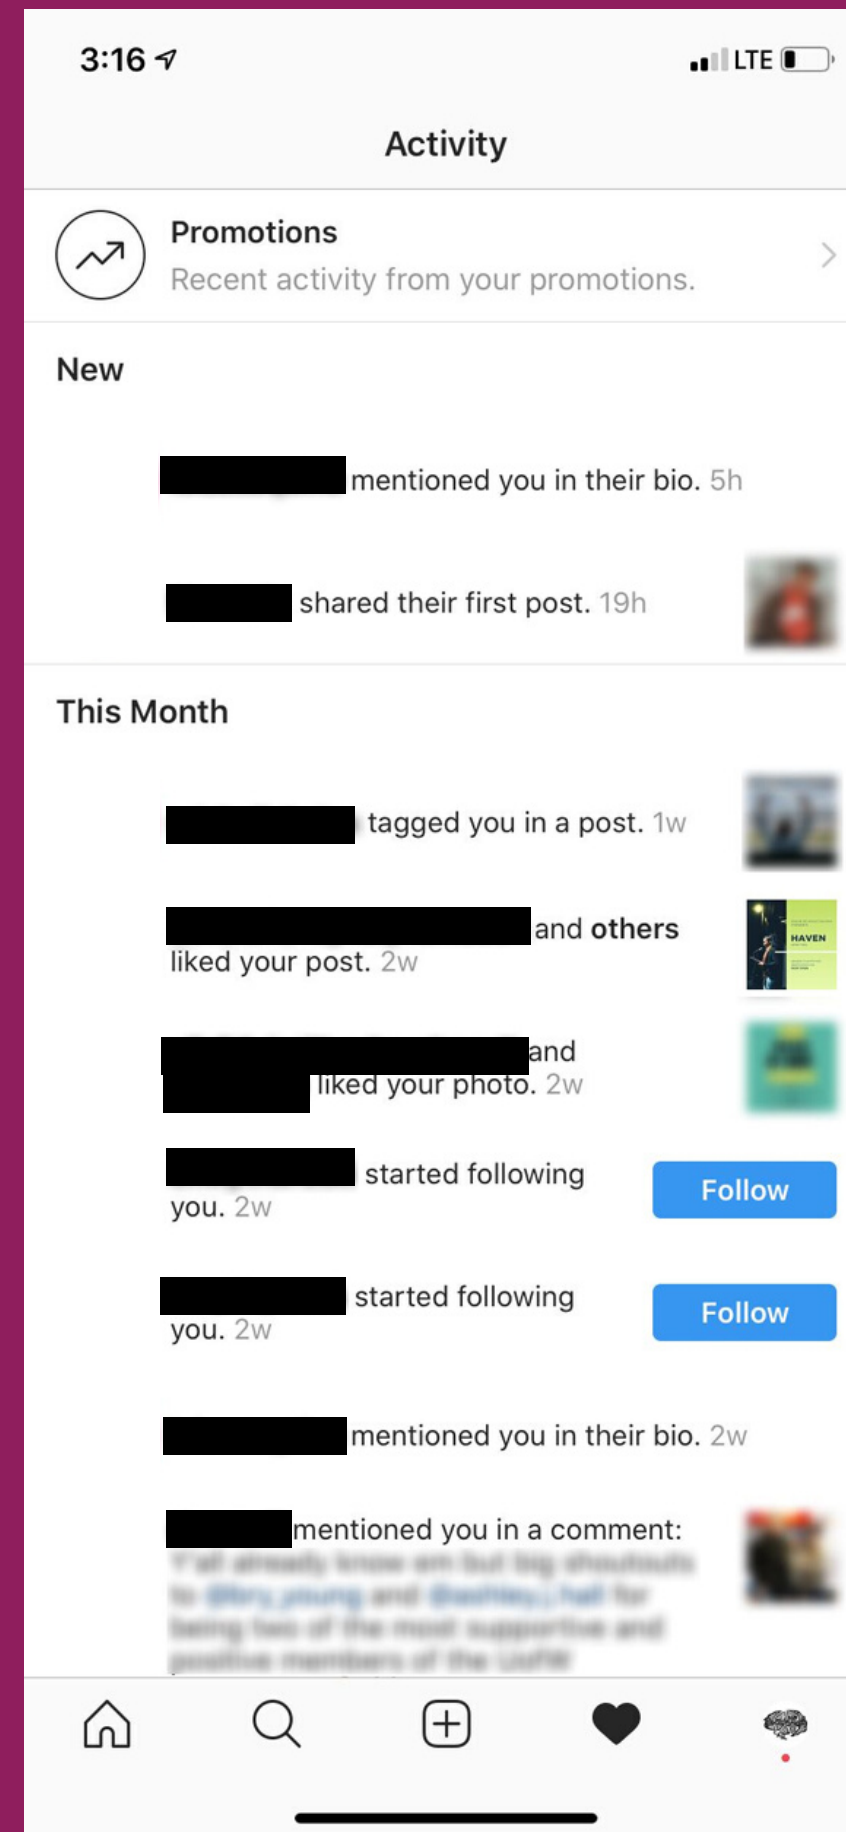 3:16
LTE
Activity
Promotions
Recent activity from your promotions.
New
mentioned you in their bio. 5h
shared their first post. 19h
This Month
tagged you in a post. 1w
and others
HAVEN
liked your post. 2w
and
liked your photo. 2w
started following
you. 2w
Follow
started following
you. 2w
Follow
mentioned you in their bio. 2w
mentioned you in a comment: